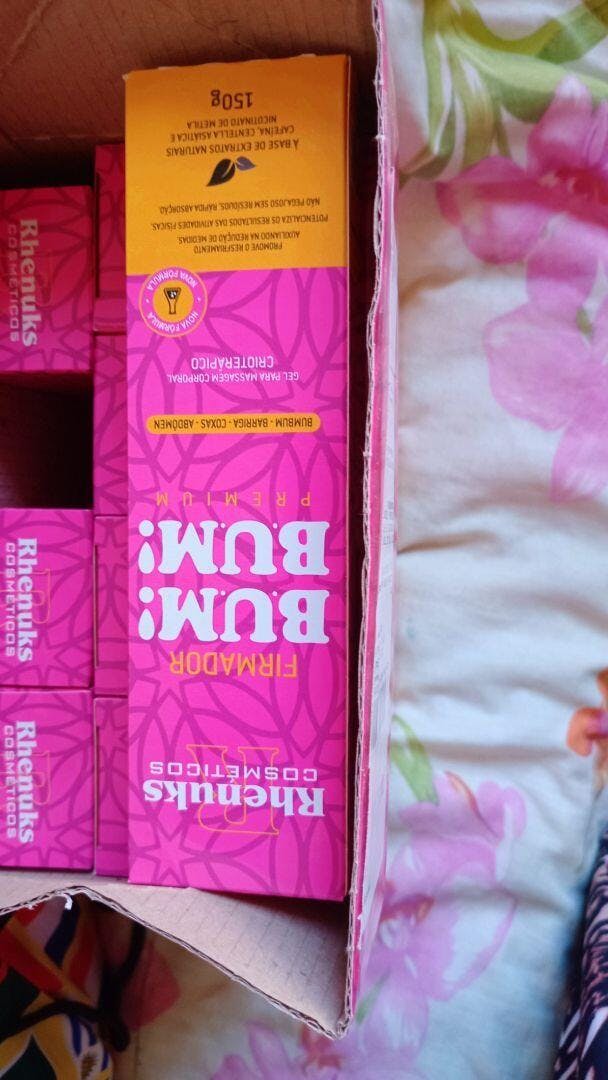 Rhenuks
COSMÉTICOS
FIRMADOR
BUM!
BUM!
PREMIUM
BUMBUM - BARRIGA - COXAS - ABDÔMEN
GEL PARA MASSAGEM CORPORAL
CRIOTERÁPICO
NOVA FÓRMULA • NOVA FÓRMULA
PROMOVE O RESFRIAMENTO
AUXILIANDO NA REDUÇÃO DE MEDIDAS.
POTENCIALIZA OS RESULTADOS DAS ATIVIDADES FÍSICAS.
NÃO PEGAJOSO SEM RESÍDUOS, RÁPIDA ABSORÇÃO.
À BASE DE EXTRATOS NATURAIS
CAFEÍNA, CENTELLA ASIÁTICA E
NICOTINATO DE METILA
150g
Rhenuks
COSMÉTICOS
Rhenuks
COSMÉTICOS
Rhenuks
COSMÉTICOS